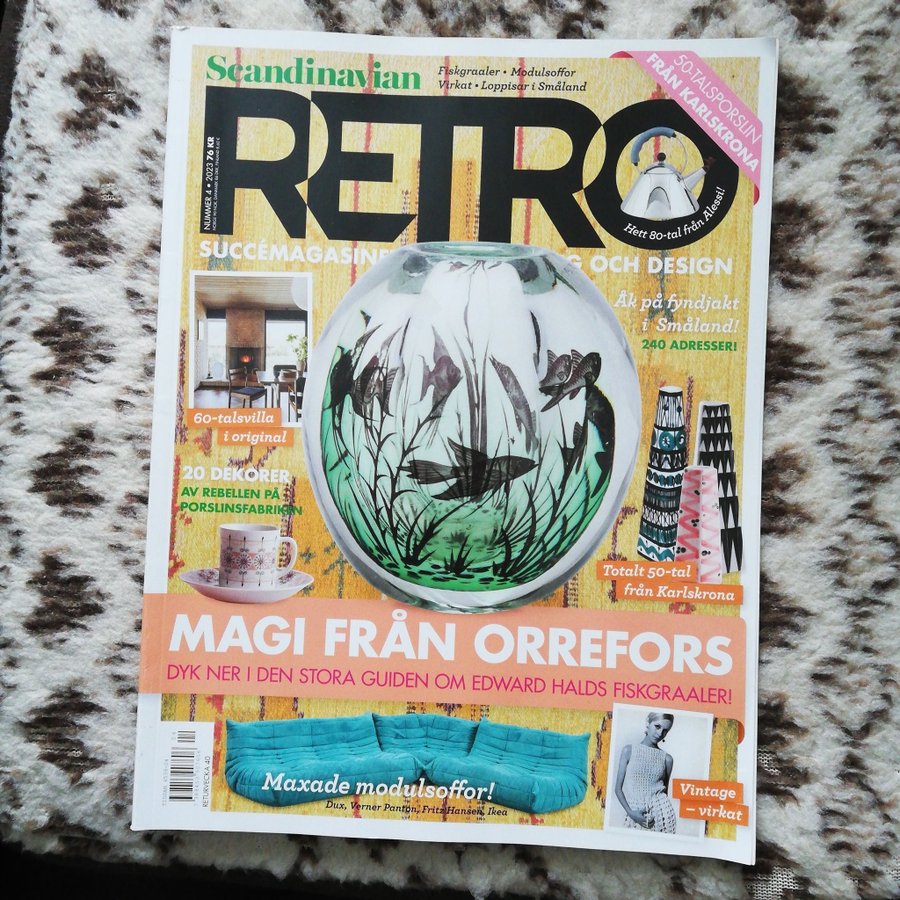 Scandinavian
Fiskgraaler • Modulsoffor
Virkat • Loppisar i Småland
50-TALSPORSLIN
FRÅN KARLSKRONA
RETRO
NUMMER 4 • 2023 76 KR
Hett 80-tal från Alessi!
SUCCÉMAGASINE
G OCH DESIGN
Åk på fyndjakt
i Småland!
240 ADRESSER!
60-talsvilla
i original
20 DEKORER
AV REBELLEN PÅ
PORSLINSFABRIKEN
Totalt 50-tal
från Karlskrona
MAGI FRÅN ORREFORS
DYK NER I DEN STORA GUIDEN OM EDWARD HALDS FISKGRAALER!
RETURVECKA 40
Maxade modulsoffor!
Dux, Verner Panton, Fritz Hansen, Ikea
Vintage
– virkat